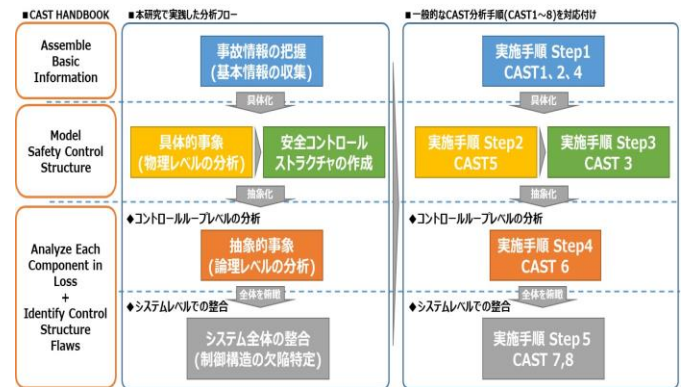 ■CAST HANDBOOK
Assemble
Basic
Information
Model
Safety Control
Structure
Analyze Each
Component in
Loss
+
Identify Control
Structure
Flaws
■本研究で実践した分析フロー
事故情報の把握
(基本情報の収集)
具体化
具体的事象
(物理レベルの分析)
安全コントロール
ストラクチャの作成
抽象化
◆コントロールループレベルの分析
抽象的事象
(論理レベルの分析)
全体を俯瞰
◆システムレベルでの整合
システム全体の整合
(制御構造の欠陥特定)
■一般的なCAST分析手順(CAST1~8)を対応付け
実施手順 Step1
CAST1、2、4
具体化
実施手順 Step2
CAST5
実施手順 Step3
CAST 3
抽象化
◆コントロールループレベルの分析
実施手順 Step4
CAST 6
全体を俯瞰
◆システムレベルでの整合
実施手順 Step5
CAST 7,8